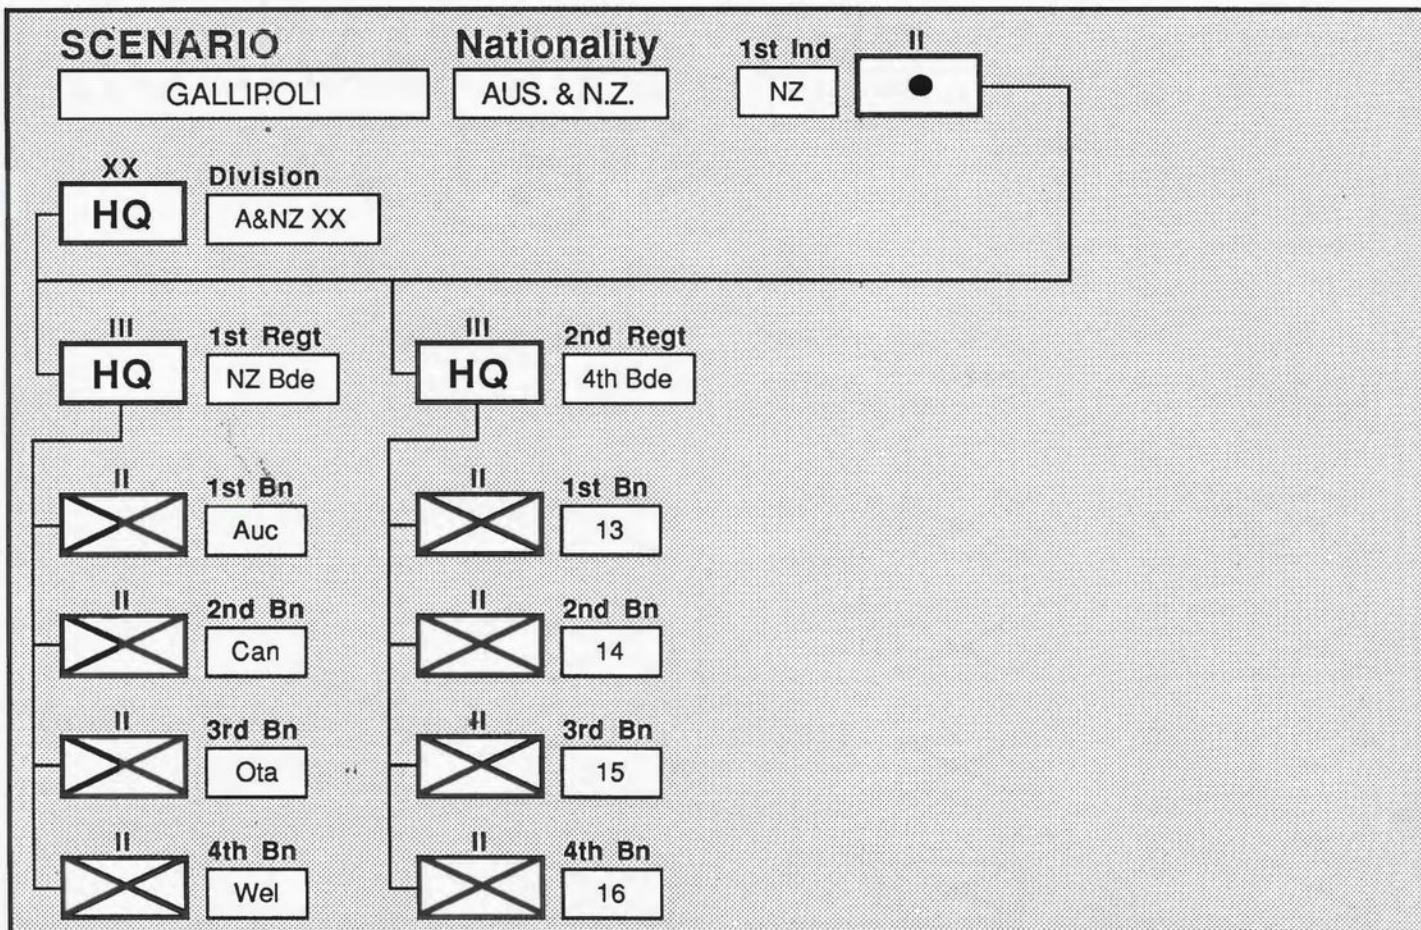 SCENARIO Nationality 1st Ind II
GALLIPOLI AUS. & N.Z. NZ
XX Division
HQ A&NZ XX
III 1st Regt III 2nd Regt
HQ NZ Bde HQ 4th Bde
II 1st Bn II 1st Bn
Auc 13
II 2nd Bn II 2nd Bn
Can 14
II 3rd Bn II 3rd Bn
Ota 15
II 4th Bn II 4th Bn
Wel 16